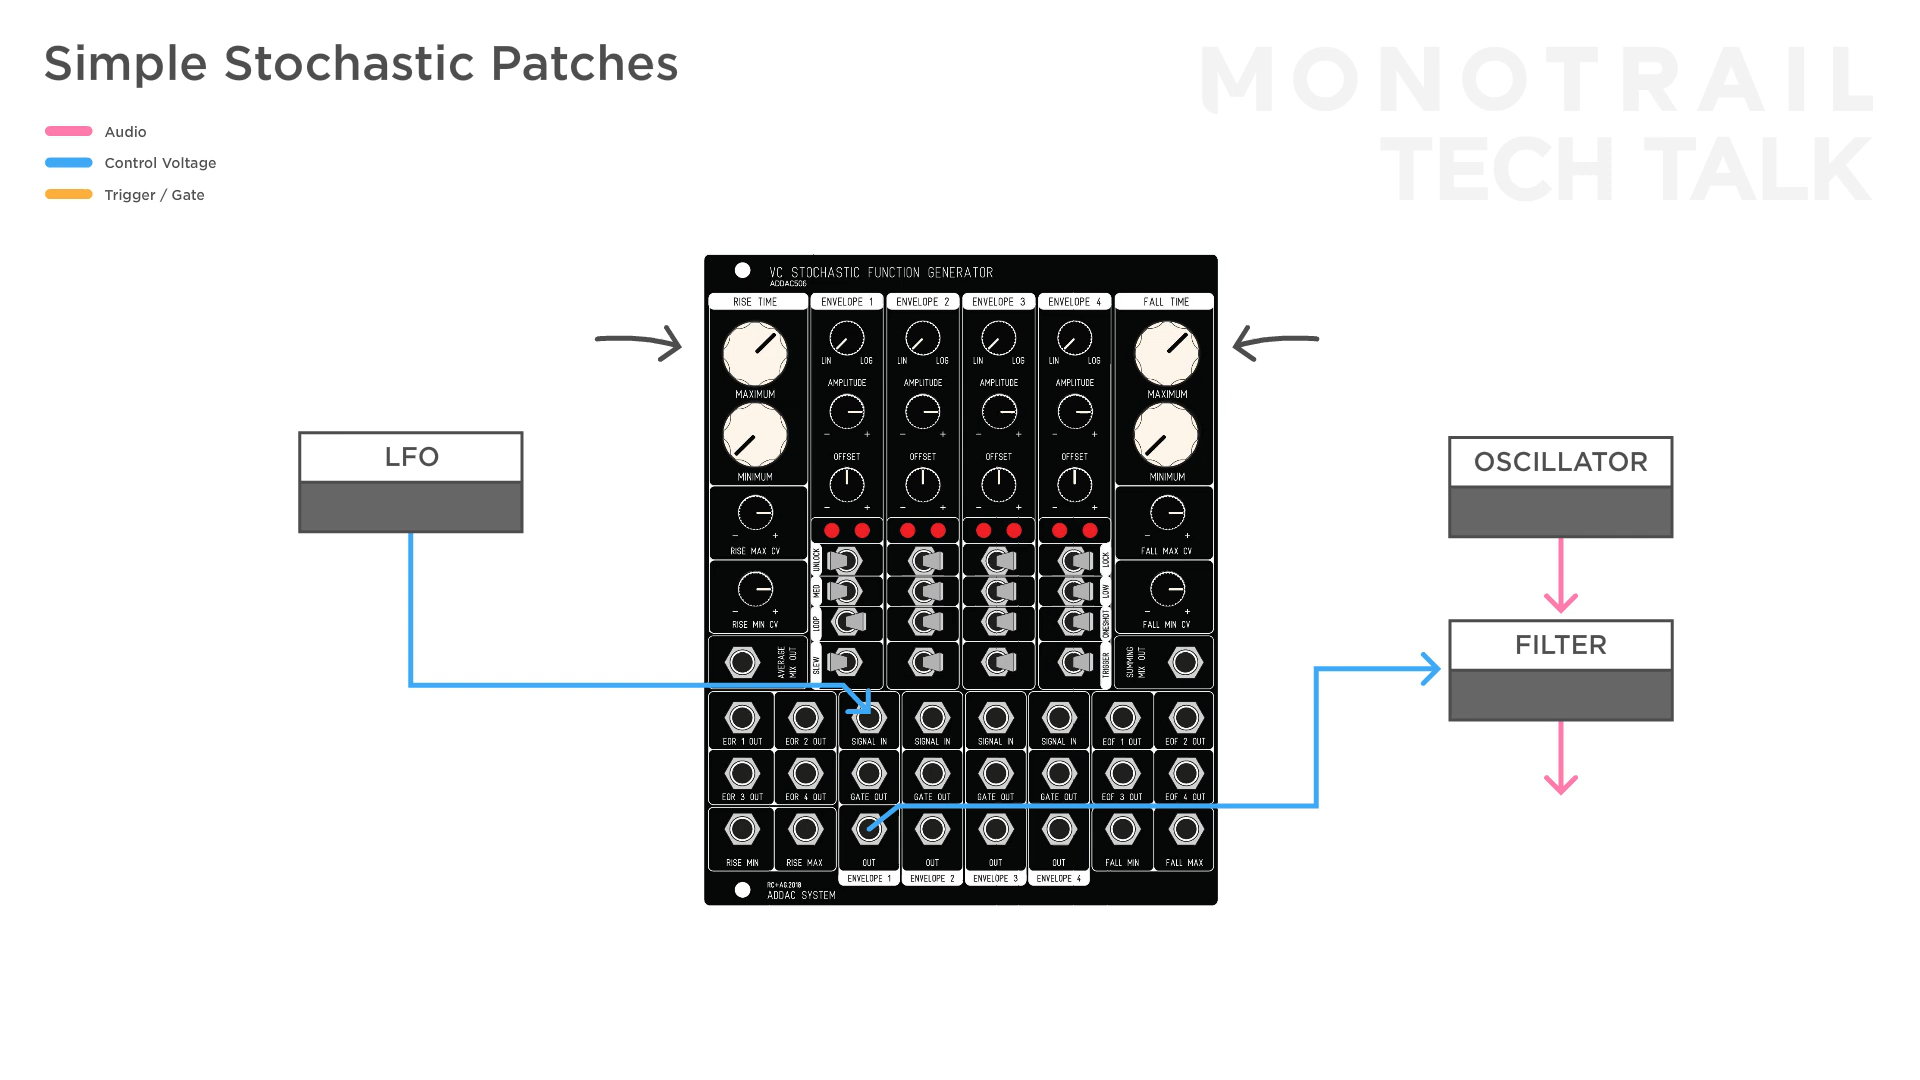 Simple Stochastic Patches
MONOTRAIL
TECH TALK
Audio
Control Voltage
Trigger / Gate
VC STOCHASTIC FUNCTION GENERATOR
ADDAC506
RISE TIME
ENVELOPE 1
ENVELOPE 2
ENVELOPE 3
ENVELOPE 4
FALL TIME
LIN LOG
LIN LOG
LIN LOG
LIN LOG
AMPLITUDE
AMPLITUDE
AMPLITUDE
AMPLITUDE
MAXIMUM
MAXIMUM
- +
- +
- +
- +
OFFSET
OFFSET
OFFSET
OFFSET
MINIMUM
MINIMUM
- +
- +
- +
- +
LFO
OSCILLATOR
- +
- +
RISE MAX CV
UNLOCK
LOCK
FALL MAX CV
MED
LOW
- +
- +
RISE MIN CV
LOOP
ONESHOT
FALL MIN CV
FILTER
AVERAGE
MIX OUT
SLEW
TRIGGER
SUMMING
MIX OUT
EOR 1 OUT
EOR 2 OUT
SIGNAL IN
SIGNAL IN
SIGNAL IN
SIGNAL IN
EOF 1 OUT
EOF 2 OUT
EOR 3 OUT
EOR 4 OUT
GATE OUT
GATE OUT
GATE OUT
GATE OUT
EOF 3 OUT
EOF 4 OUT
RISE MIN
RISE MAX
OUT
OUT
OUT
OUT
FALL MIN
FALL MAX
ENVELOPE 1
ENVELOPE 2
ENVELOPE 3
ENVELOPE 4
RC+AG.2018
ADDAC SYSTEM